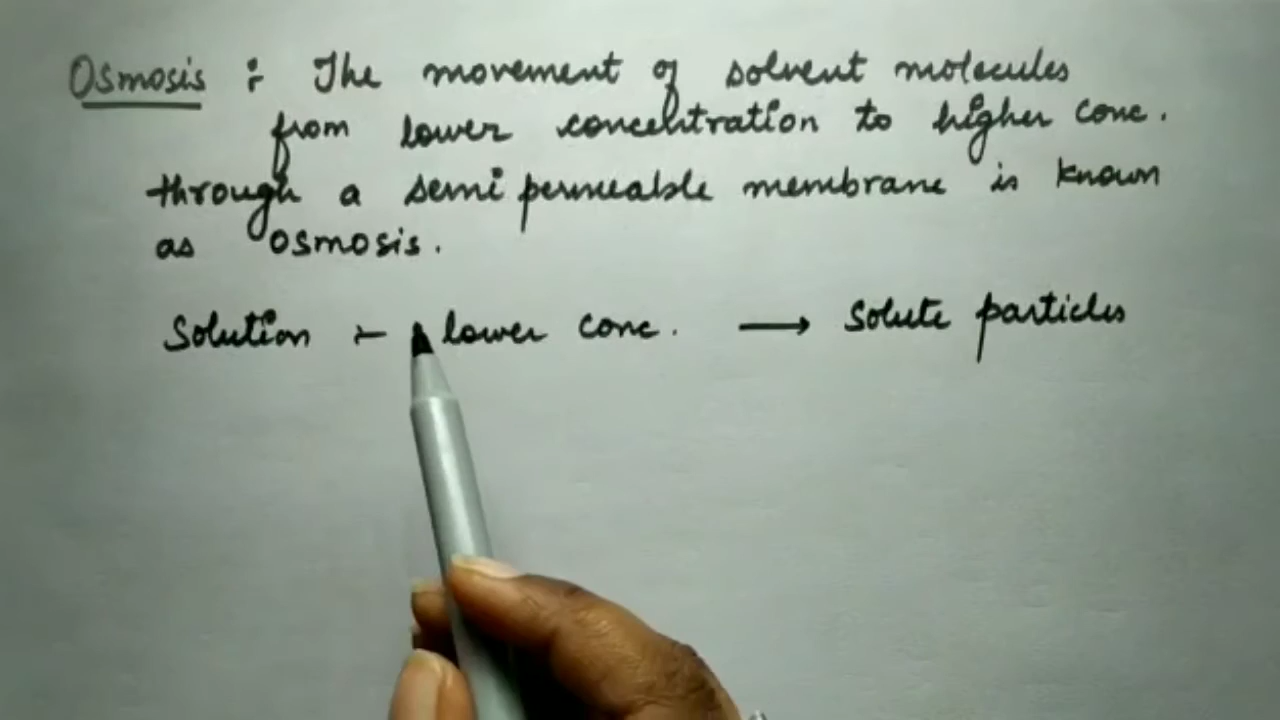 Osmosis :- The movement of solvent molecules
from lower concentration to higher conc.
through a semi permeable membrane is known
as osmosis.
Solution :- lower conc. → Solute particles